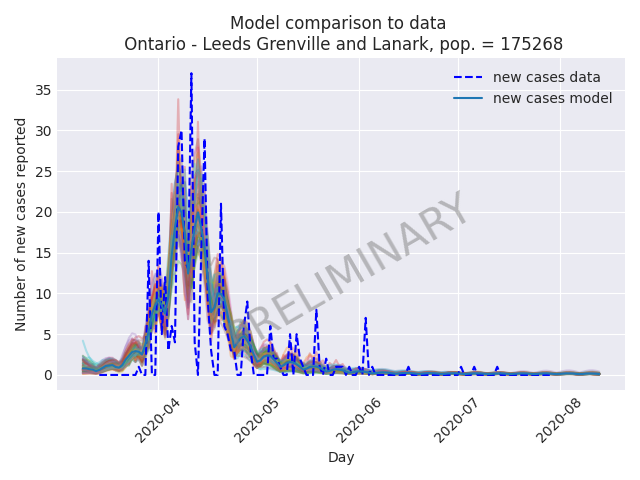 Model comparison to data
Ontario - Leeds Grenville and Lanark, pop. = 175268
new cases data
new cases model
Number of new cases reported
35
30
25
20
15
10
5
0
PRELIMINARY
2020-04
2020-05
2020-06
2020-07
2020-08
Day